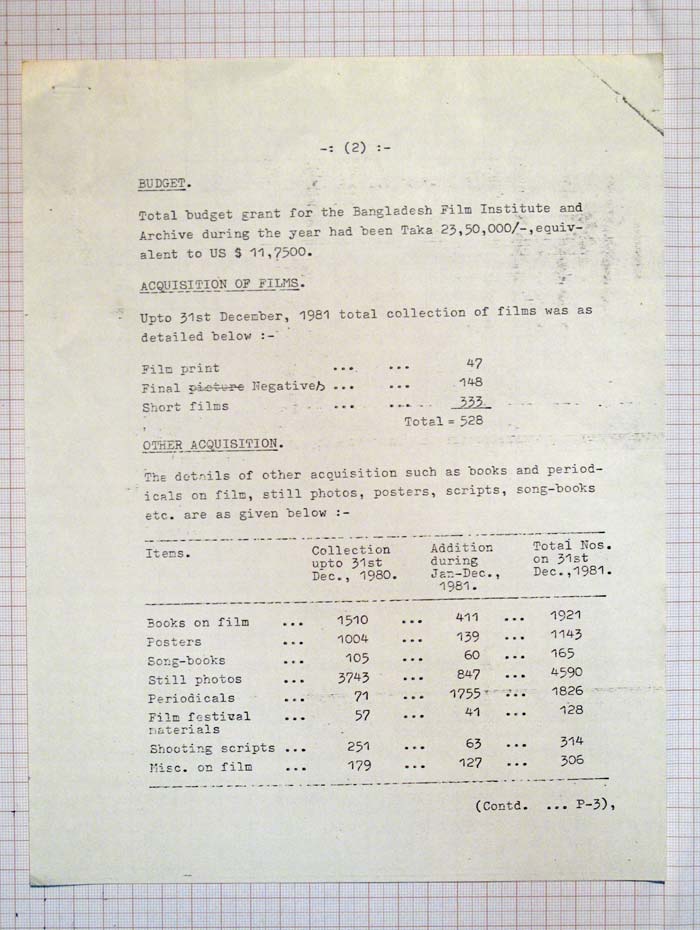 -: (2) :-
BUDGET.
Total budget grant for the Bangladesh Film Institute and
Archive during the year had been Taka 23,50,000/-,equiv-
alent to US $ 11,7500.
ACQUISITION OF FILMS.
Upto 31st December, 1981 total collection of films was as
detailed below :-
Film print ... ... 47
Final picture Negatives ... ... 148
Short films ... ... 333
Total = 528
OTHER ACQUISITION.
The details of other acquisition such as books and period-
icals on film, still photos, posters, scripts, song-books
etc. are as given below :-
Items. Collection Addition Total Nos.
upto 31st during on 31st
Dec., 1980. Jan-Dec., Dec.,1981.
1981.
Books on film ... 1510 ... 411 ... 1921
Posters ... 1004 ... 139 ... 1143
Song-books ... 105 ... 60 ... 165
Still photos ... 3743 ... 847 ... 4590
Periodicals ... 71 ... 1755 ... 1826
Film festival ... 57 ... 41 ... 128
materials
Shooting scripts ... 251 ... 63 ... 314
Misc. on film ... 179 ... 127 ... 306
(Contd. ... P-3),